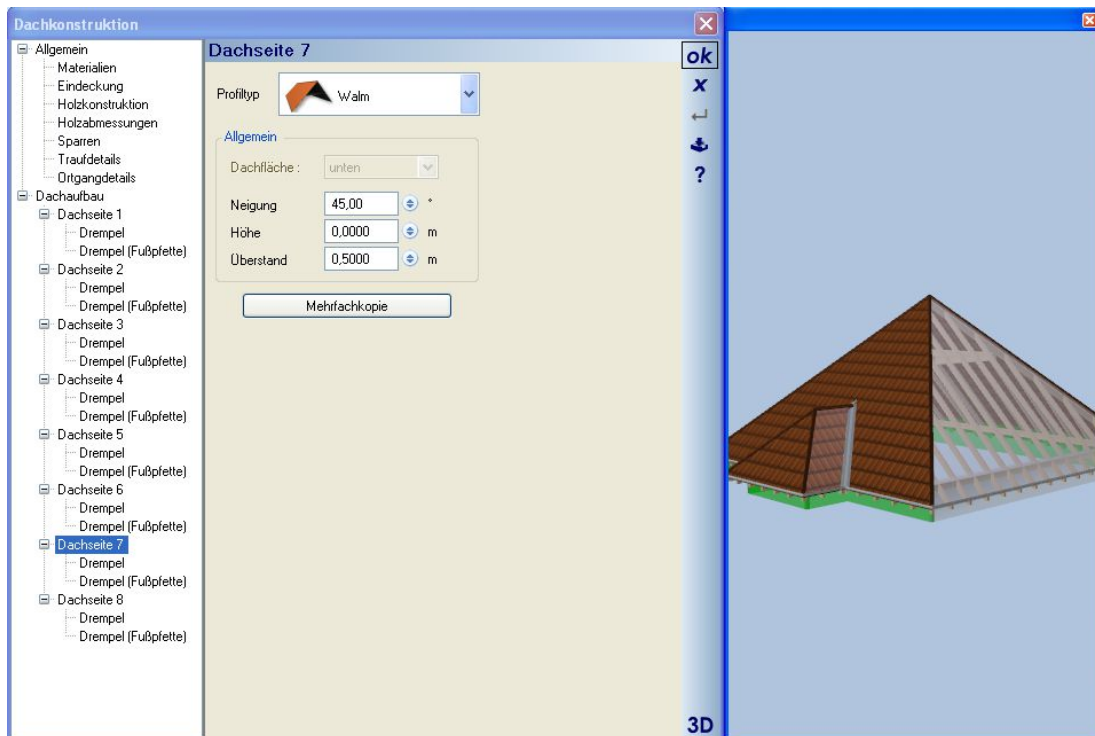 Dachkonstruktion
Allgemein
Materialien
Eindeckung
Holzkonstruktion
Holzabmessungen
Sparren
Traufdetails
Ortgangdetails
Dachaufbau
Dachseite 1
Drempel
Drempel (Fußpfette)
Dachseite 2
Drempel
Drempel (Fußpfette)
Dachseite 3
Drempel
Drempel (Fußpfette)
Dachseite 4
Drempel
Drempel (Fußpfette)
Dachseite 5
Drempel
Drempel (Fußpfette)
Dachseite 6
Drempel
Drempel (Fußpfette)
Dachseite 7
Drempel
Drempel (Fußpfette)
Dachseite 8
Drempel
Drempel (Fußpfette)
Dachseite 7
Profiltyp Walm
Allgemein
Dachfläche : unten
Neigung 45,00 °
Höhe 0,0000 m
Überstand 0,5000 m
Mehrfachkopie
ok
x
?
3D